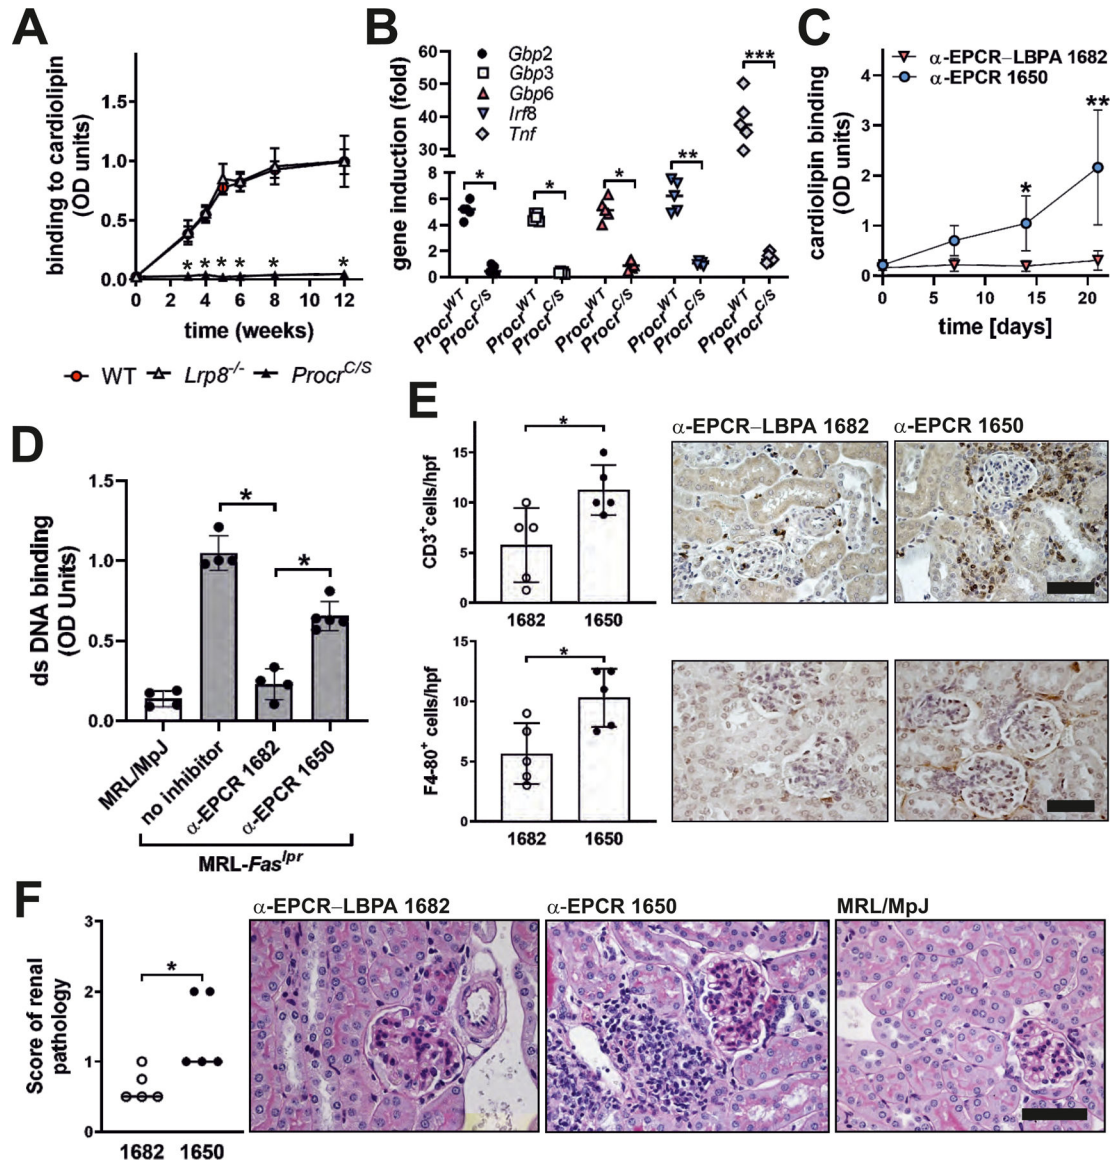 A
binding to cardiolipin
(OD units)
1.5
1.0
0.5
0.0
* * * * * *
0 2 4 6 8 10 12
time (weeks)
WT Lrp8-/- ProcrC/S
B
gene induction (fold)
60
50
40
30
8
6
4
2
0
Gbp2
Gbp3
Gbp6
Irf8
Tnf
* * * ** ***
ProcrWT
ProcrC/S
ProcrWT
ProcrC/S
ProcrWT
ProcrC/S
ProcrWT
ProcrC/S
ProcrWT
ProcrC/S
C
cardiolipin binding
(OD units)
α-EPCR–LBPA 1682
α-EPCR 1650
4
3
2
1
0
* **
0 5 10 15 20
time [days]
D
ds DNA binding
(OD Units)
1.5
1.0
0.5
0.0
* *
MRL/MpJ
no inhibitor
α-EPCR 1682
α-EPCR 1650
MRL-Faslpr
E
CD3+cells/hpf
15
10
5
0
*
1682 1650
α-EPCR–LBPA 1682
α-EPCR 1650
F4-80+ cells/hpf
15
10
5
0
*
1682 1650
F
Score of renal
pathology
3
2
1
0
*
1682 1650
α-EPCR–LBPA 1682
α-EPCR 1650
MRL/MpJ